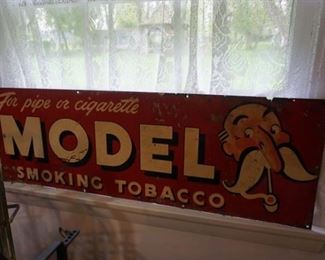 For pipe or cigarette
MODEL
SMOKING TOBACCO